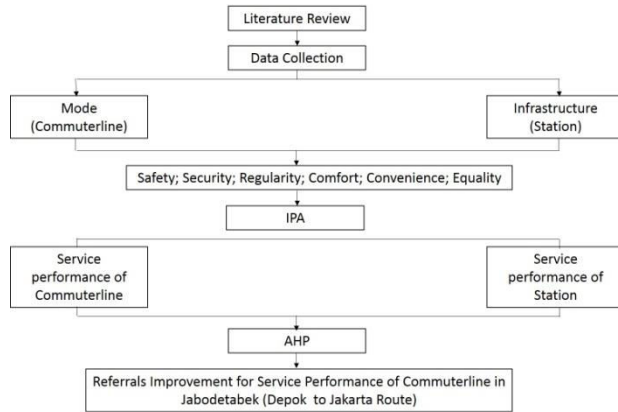 Literature Review
Data Collection
Mode
(Commuterline)
Infrastructure
(Station)
Safety; Security; Regularity; Comfort; Convenience; Equality
IPA
Service
performance of
Commuterline
Service
performance of
Station
AHP
Referrals Improvement for Service Performance of Commuterline in
Jabodetabek (Depok to Jakarta Route)